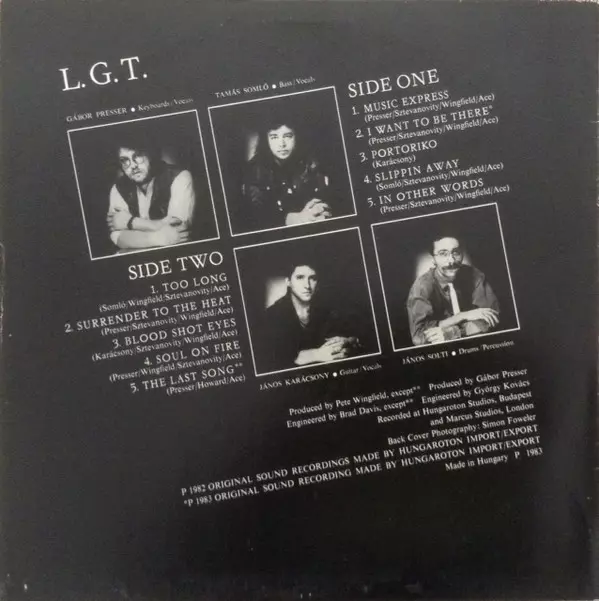 L.G.T.
GÁBOR PRESSER ● Keyboards/Vocals
TAMÁS SOMLÓ ● Bass/Vocals
SIDE ONE
1. MUSIC EXPRESS
(Presser/Sztevanovity/Wingfield/Ace)
2. I WANT TO BE THERE*
(Presser/Sztevanovity/Wingfield/Ace)
3. PORTORIKO
(Karácsony)
4. SLIPPIN AWAY
(Somló/Sztevanovity/Wingfield/Ace)
5. IN OTHER WORDS
(Presser/Sztevanovity/Wingfield/Ace)
SIDE TWO
1. TOO LONG
(Somló/Wingfield/Sztevanovity/Ace)
2. SURRENDER TO THE HEAT
(Presser/Sztevanovity/Wingfield/Ace)
3. BLOOD SHOT EYES
(Karácsony/Sztevanovity/Wingfield/Ace)
4. SOUL ON FIRE
(Presser/Wingfield/Sztevanovity/Ace)
5. THE LAST SONG**
(Presser/Howard/Ace)
JÁNOS KARÁCSONY ● Guitar/Vocals
JÁNOS SOLTI ● Drums/Percussion
Produced by Pete Wingfield, except** Produced by Gábor Presser
Engineered by Brad Davis, except** Engineered by György Kovács
Recorded at Hungaroton Studios, Budapest
and Marcus Studios, London
Back Cover Photography: Simon Foweler
P 1982 ORIGINAL SOUND RECORDINGS MADE BY HUNGAROTON IMPORT/EXPORT
*P 1983 ORIGINAL SOUND RECORDING MADE BY HUNGAROTON IMPORT/EXPORT
Made in Hungary P 1983